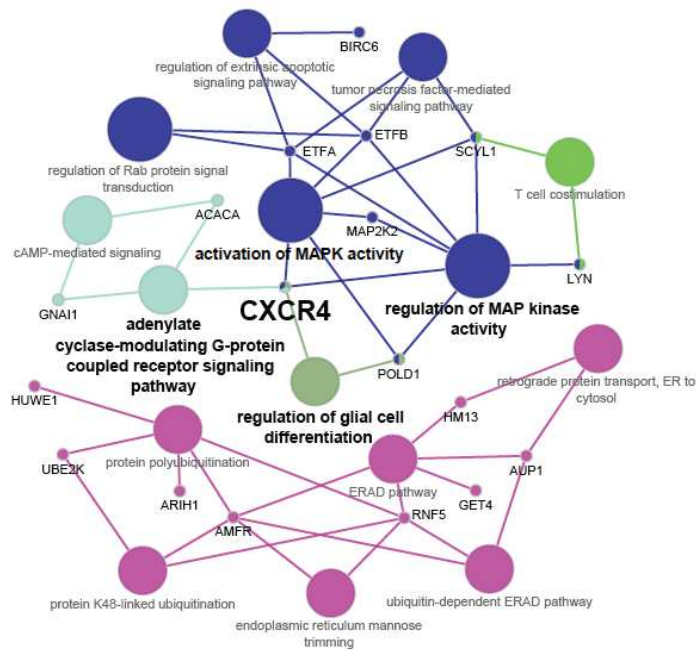 BIRC6
regulation of extrinsic apoptotic
signaling pathway
tumor necrosis factor-mediated
signaling pathway
ETFB
ETFA
SCYL1
regulation of Rab protein signal
transduction
T cell costimulation
ACACA
MAP2K2
cAMP-mediated signaling
activation of MAPK activity
LYN
GNAI1
CXCR4
regulation of MAP kinase
activity
adenylate
cyclase-modulating G-protein
coupled receptor signaling
pathway
POLD1
retrograde protein transport, ER to
cytosol
HUWE1
regulation of glial cell
differentiation
HM13
protein polyubiquitination
UBE2K
AUP1
ERAD pathway
ARIH1
GET4
RNF5
AMFR
protein K48-linked ubiquitination
ubiquitin-dependent ERAD pathway
endoplasmic reticulum mannose
trimming